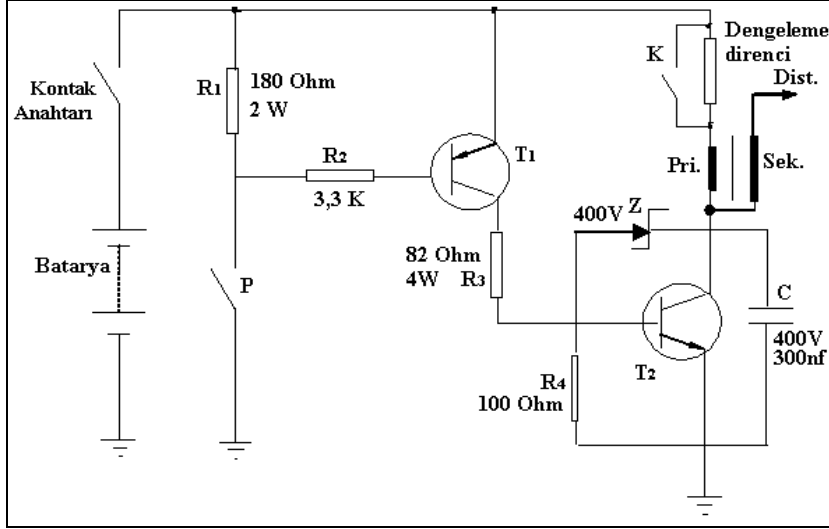 Kontak
Anahtarı
Batarya
R1
180 Ohm
2 W
P
R2
3,3 K
T1
82 Ohm
4W R3
R4
100 Ohm
400V Z
T2
K
Dengeleme
direnci
Dist.
Pri.
Sek.
C
400V
300nf